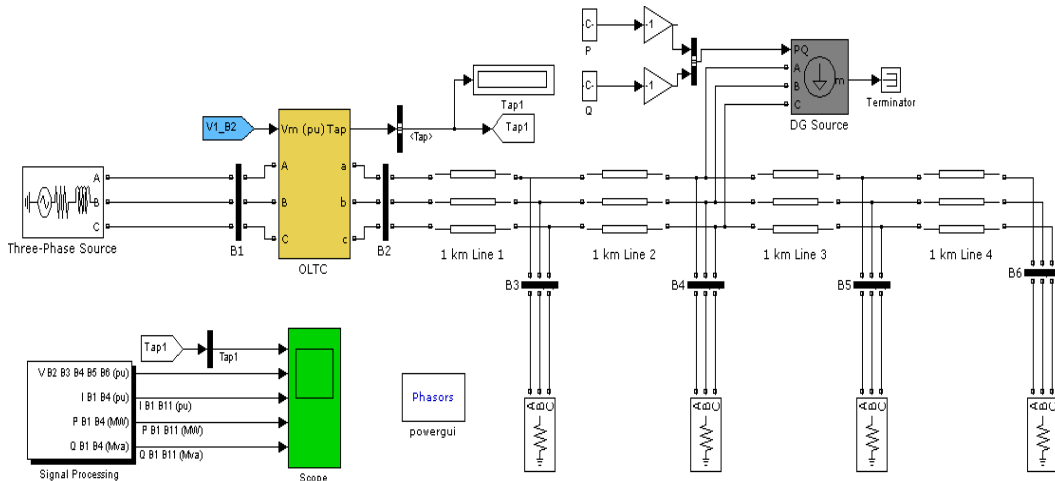 -C-
P
-1
-C-
Q
-1
PQ
A
B
C
m
DG Source
Terminator
Tap1
Tap1
<Tap>
V1_B2
Vm (pu) Tap
A
B
C
a
b
c
OLTC
A
B
C
Three-Phase Source
B1
B2
1 km Line 1
1 km Line 2
1 km Line 3
1 km Line 4
B3
B4
B5
B6
A B C
A B C
A B C
A B C
Tap1
Tap1
V B2 B3 B4 B5 B6 (pu)
I B1 B4 (pu)
I B1 B11 (pu)
P B1 B4 (MW)
P B1 B11 (MW)
Q B1 B4 (Mva)
Q B1 B11 (Mva)
Signal Processing
Scope
Phasors
powergui